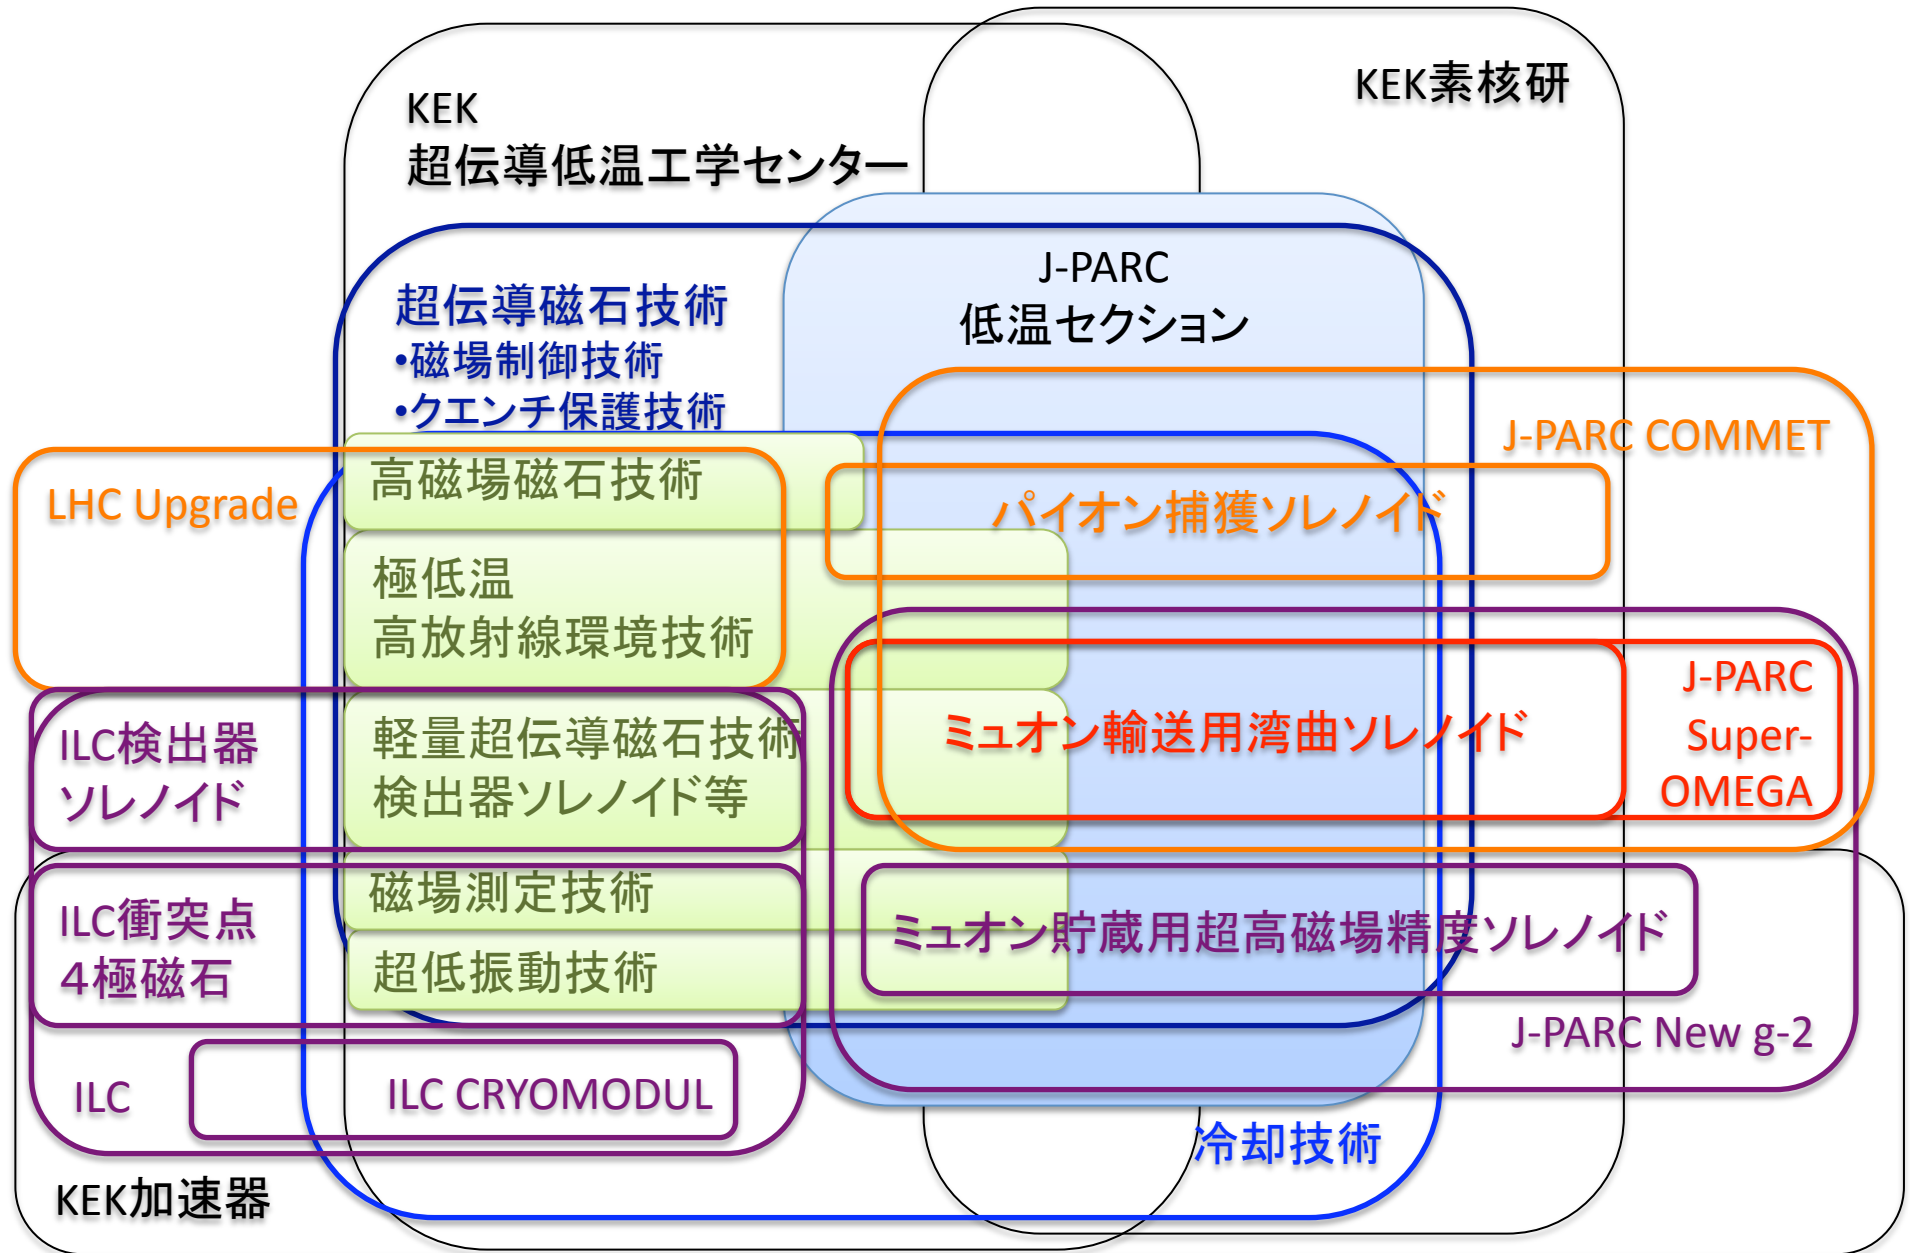 KEK
超伝導低温工学センター
KEK素核研
J-PARC
低温セクション
超伝導磁石技術
•磁場制御技術
•クエンチ保護技術
J-PARC COMMET
LHC Upgrade
高磁場磁石技術
パイオン捕獲ソレノイド
極低温
高放射線環境技術
ILC検出器
ソレノイド
軽量超伝導磁石技術
検出器ソレノイド等
ミュオン輸送用湾曲ソレノイド
J-PARC
Super-
OMEGA
ILC衝突点
４極磁石
磁場測定技術
超低振動技術
ミュオン貯蔵用超高磁場精度ソレノイド
J-PARC New g-2
ILC
ILC CRYOMODUL
冷却技術
KEK加速器